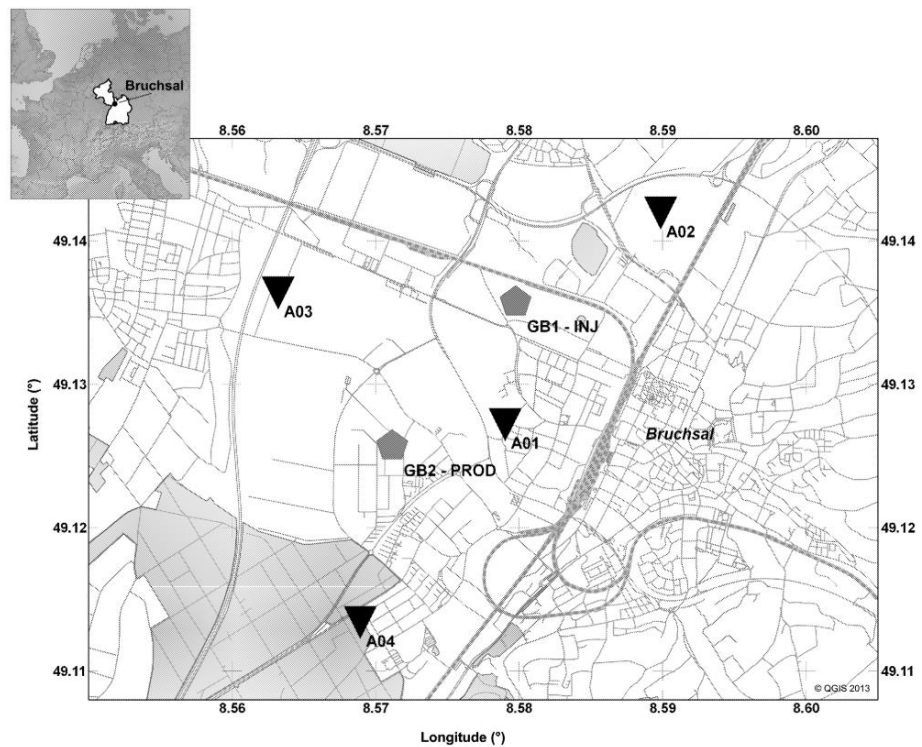 Bruchsal
8.56 8.57 8.58 8.59 8.60
49.14 49.14
A02
A03
GB1 - INJ
49.13 49.13
A01
Bruchsal
GB2 - PROD
49.12 49.12
A04
49.11 49.11
© QGIS 2013
8.56 8.57 8.58 8.59 8.60
Latitude (°)
Longitude (°)